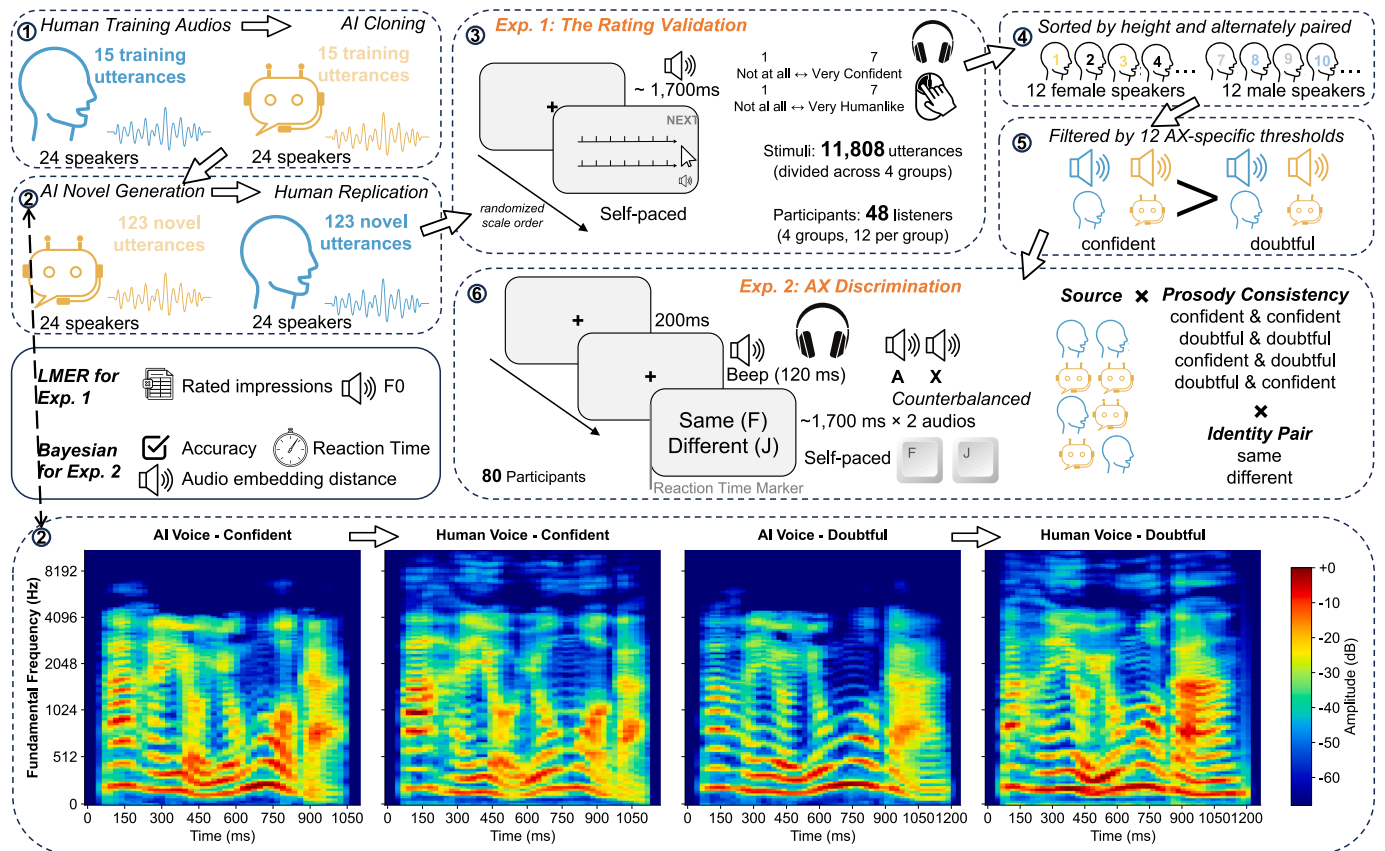 1
Human Training Audios
AI Cloning
15 training
utterances
15 training
utterances
24 speakers
24 speakers
2
AI Novel Generation
Human Replication
123 novel
utterances
123 novel
utterances
24 speakers
24 speakers
LMER for
Exp. 1
Rated impressions
F0
Bayesian
for Exp. 2
Accuracy
Reaction Time
Audio embedding distance
3
Exp. 1: The Rating Validation
~ 1,700ms
1 7
Not at all ↔ Very Confident
1 7
Not at all ↔ Very Humanlike
NEXT
randomized
scale order
Self-paced
Stimuli: 11,808 utterances
(divided across 4 groups)
Participants: 48 listeners
(4 groups, 12 per group)
4
Sorted by height and alternately paired
1 2 3 4 ...
7 8 9 10 ...
12 female speakers
12 male speakers
5
Filtered by 12 AX-specific thresholds
>
confident
doubtful
6
Exp. 2: AX Discrimination
200ms
Beep (120 ms)
A X
Counterbalanced
~1,700 ms × 2 audios
Same (F)
Different (J)
Self-paced
F
J
80 Participants
Reaction Time Marker
Source × Prosody Consistency
confident & confident
doubtful & doubtful
confident & doubtful
doubtful & confident
×
Identity Pair
same
different
2
AI Voice - Confident
Human Voice - Confident
AI Voice - Doubtful
Human Voice - Doubtful
Fundamental Frequency (Hz)
8192
4096
2048
1024
512
0
0 150 300 450 600 750 900 1050
Time (ms)
0 150 300 450 600 750 900 1050
Time (ms)
0 150 300 450 600 750 900 1050 1200
Time (ms)
0 150 300 450 600 750 900 1050 1200
Time (ms)
+0
-10
-20
-30
-40
-50
-60
Amplitude (dB)